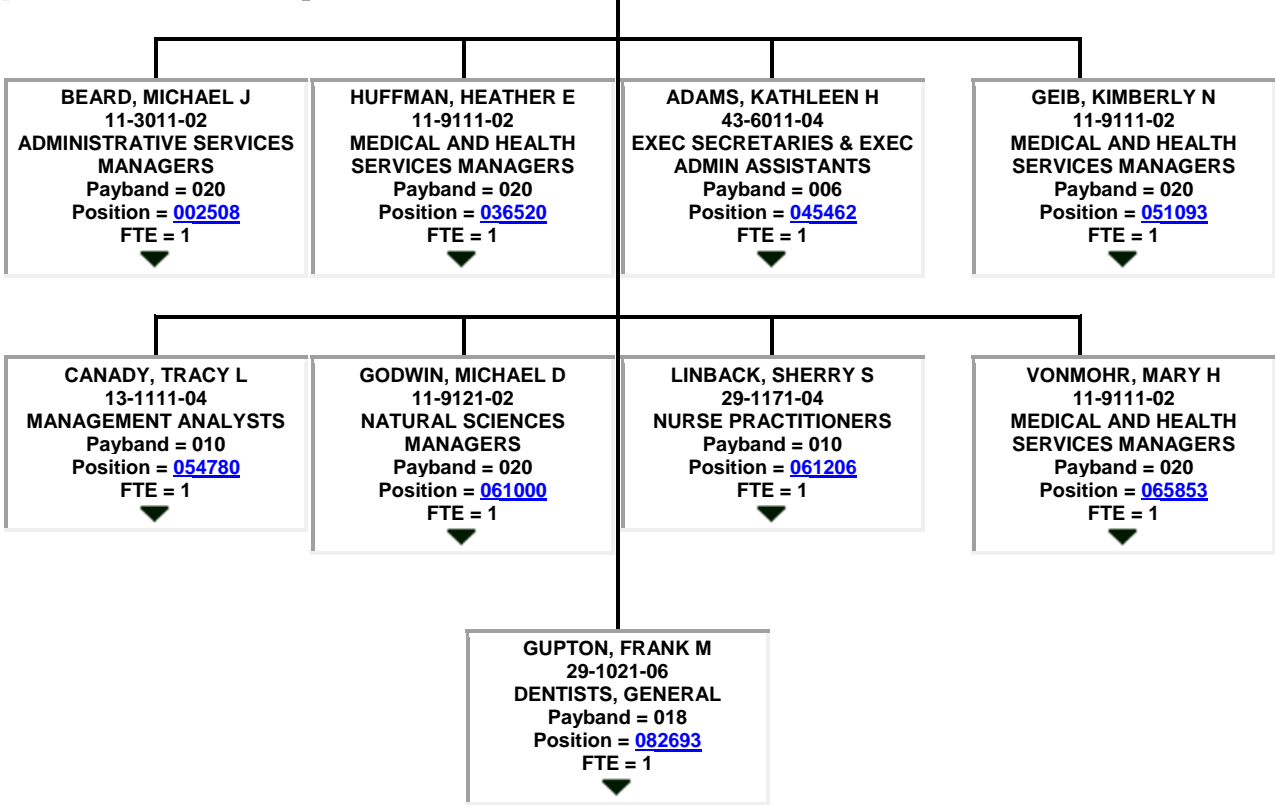 BEARD, MICHAEL J
11-3011-02
ADMINISTRATIVE SERVICES
MANAGERS
Payband = 020
Position = 002508
FTE = 1
HUFFMAN, HEATHER E
11-9111-02
MEDICAL AND HEALTH
SERVICES MANAGERS
Payband = 020
Position = 036520
FTE = 1
ADAMS, KATHLEEN H
43-6011-04
EXEC SECRETARIES & EXEC
ADMIN ASSISTANTS
Payband = 006
Position = 045462
FTE = 1
GEIB, KIMBERLY N
11-9111-02
MEDICAL AND HEALTH
SERVICES MANAGERS
Payband = 020
Position = 051093
FTE = 1
CANADY, TRACY L
13-1111-04
MANAGEMENT ANALYSTS
Payband = 010
Position = 054780
FTE = 1
GODWIN, MICHAEL D
11-9121-02
NATURAL SCIENCES
MANAGERS
Payband = 020
Position = 061000
FTE = 1
LINBACK, SHERRY S
29-1171-04
NURSE PRACTITIONERS
Payband = 010
Position = 061206
FTE = 1
VONMOHR, MARY H
11-9111-02
MEDICAL AND HEALTH
SERVICES MANAGERS
Payband = 020
Position = 065853
FTE = 1
GUPTON, FRANK M
29-1021-06
DENTISTS, GENERAL
Payband = 018
Position = 082693
FTE = 1